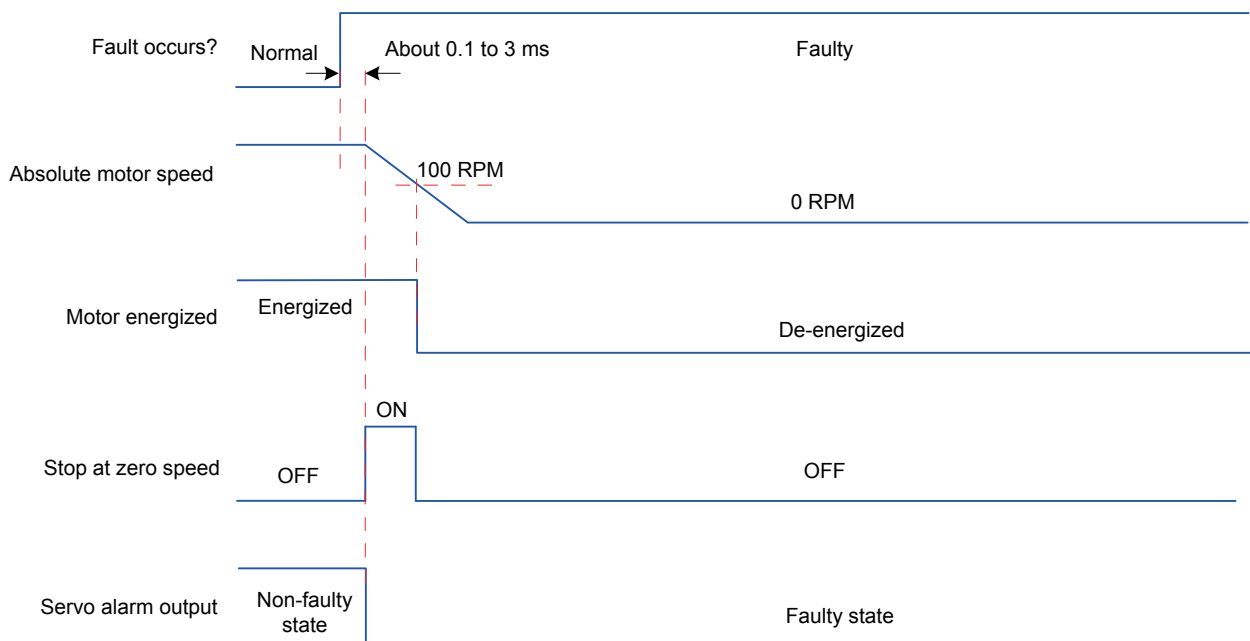 Fault occurs?
Normal
About 0.1 to 3 ms
Faulty
Absolute motor speed
100 RPM
0 RPM
Motor energized
Energized
De-energized
ON
Stop at zero speed
OFF
OFF
Servo alarm output
Non-faulty
state
Faulty state